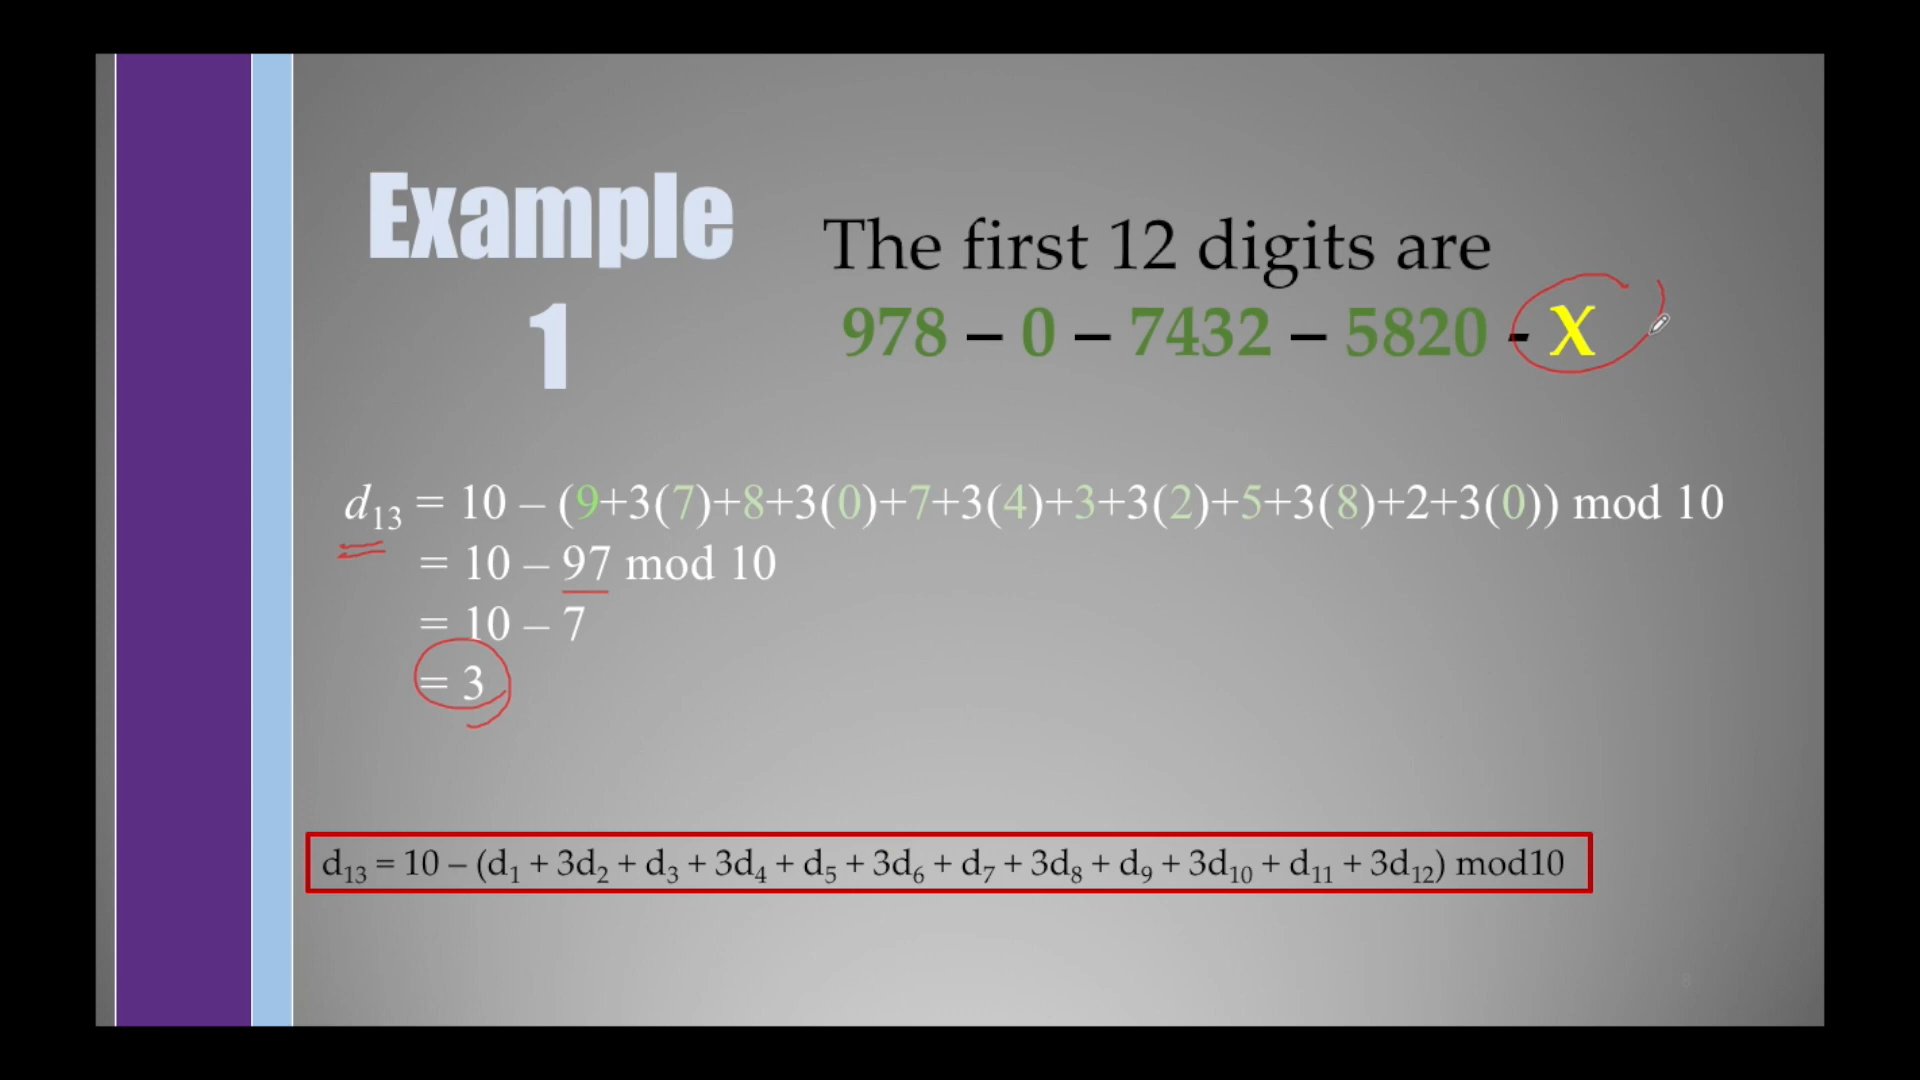 Example
1
The first 12 digits are
978 – 0 – 7432 – 5820 - X
d₁₃ = 10 – (9+3(7)+8+3(0)+7+3(4)+3+3(2)+5+3(8)+2+3(0)) mod 10
= 10 – 97 mod 10
= 10 – 7
= 3
d₁₃ = 10 – (d₁ + 3d₂ + d₃ + 3d₄ + d₅ + 3d₆ + d₇ + 3d₈ + d₉ + 3d₁₀ + d₁₁ + 3d₁₂) mod10